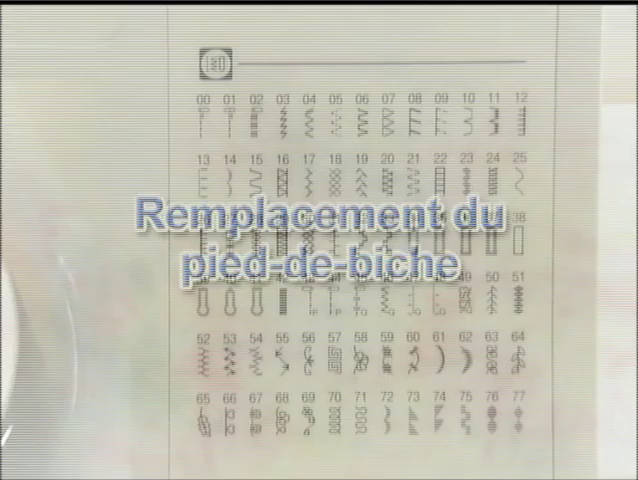 00 01 02 03 04 05 06 07 08 09 10 11 12
13 14 15 16 17 18 19 20 21 22 23 24 25
Remplacement du
38
pied-de-biche
49 50 51
52 53 54 55 56 57 58 59 60 61 62 63 64
65 66 67 68 69 70 71 72 73 74 75 76 77